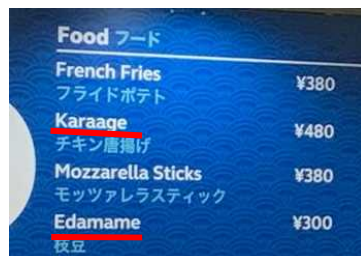 Food フード
French Fries ¥380
フライドポテト
Karaage ¥480
チキン唐揚げ
Mozzarella Sticks ¥380
モッツァレラスティック
Edamame ¥300
枝豆